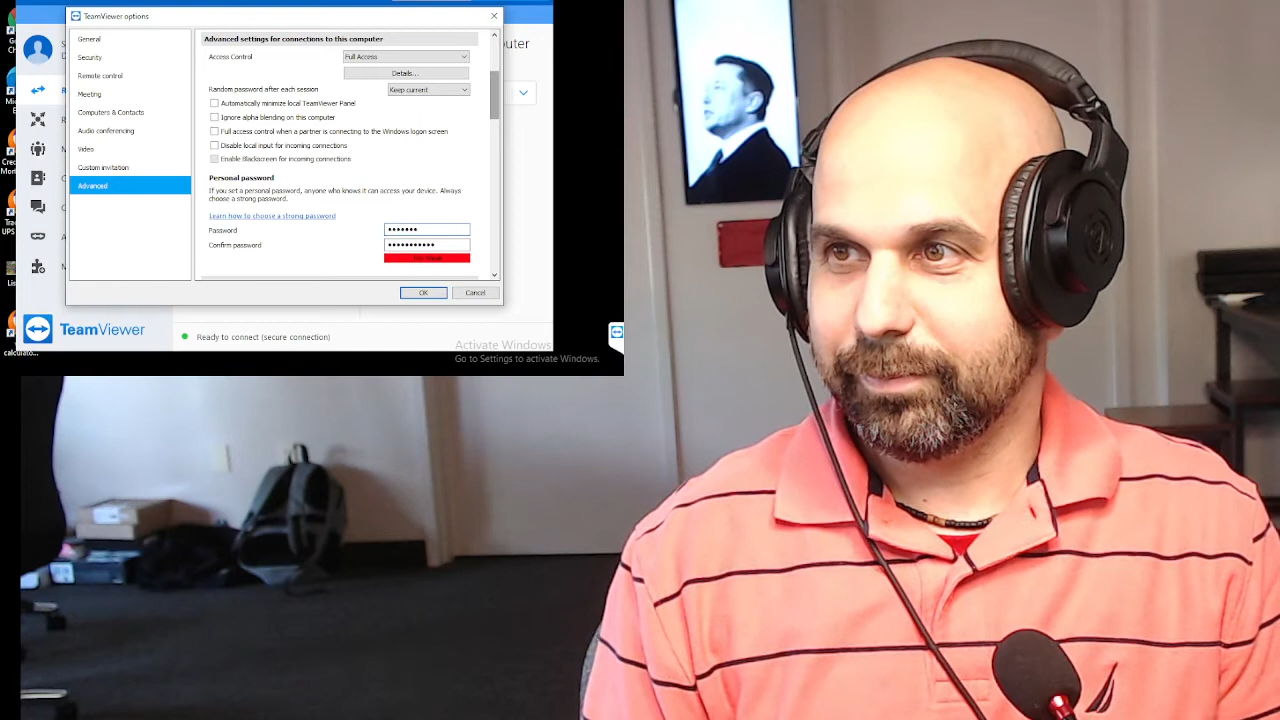 TeamViewer options
General
Security
Remote control
Meeting
Computers & Contacts
Audio conferencing
Video
Custom invitation
Advanced
Advanced settings for connections to this computer
Access Control
Full Access
Details...
Random password after each session
Keep current
Automatically minimize local TeamViewer Panel
Ignore alpha blending on this computer
Full access control when a partner is connecting to the Windows logon screen
Disable local input for incoming connections
Enable Blackscreen for incoming connections
Personal password
If you set a personal password, anyone who knows it can access your device. Always
choose a strong password.
Learn how to choose a strong password
Password
Confirm password
OK
Cancel
TeamViewer
Ready to connect (secure connection)
Activate Windows
Go to Settings to activate Windows.
calculato...